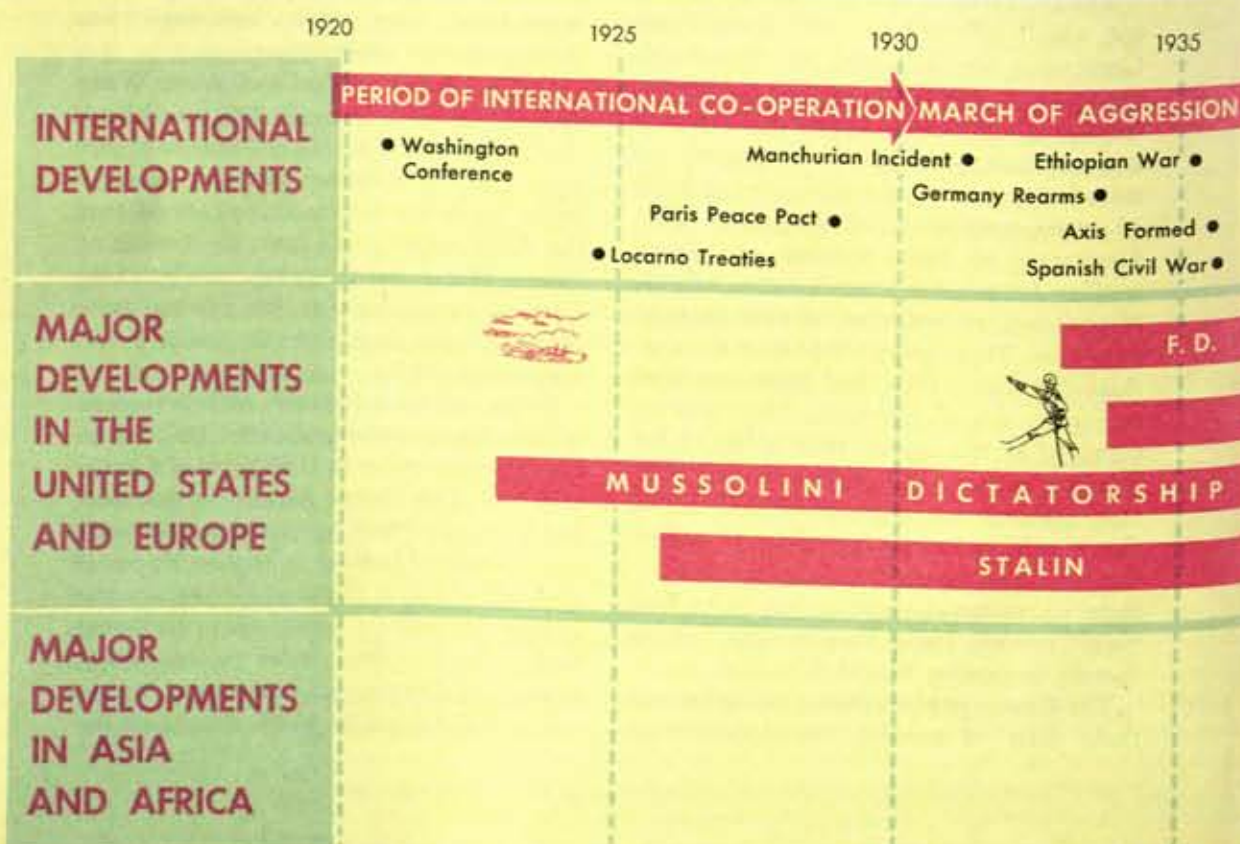 1920 1925 1930 1935
PERIOD OF INTERNATIONAL CO-OPERATION MARCH OF AGGRESSION
INTERNATIONAL
DEVELOPMENTS
Washington
Conference
Manchurian Incident
Ethiopian War
Germany Rearms
Paris Peace Pact
Axis Formed
Locarno Treaties
Spanish Civil War
MAJOR
DEVELOPMENTS
IN THE
UNITED STATES
AND EUROPE
F. D.
MUSSOLINI DICTATORSHIP
STALIN
MAJOR
DEVELOPMENTS
IN ASIA
AND AFRICA